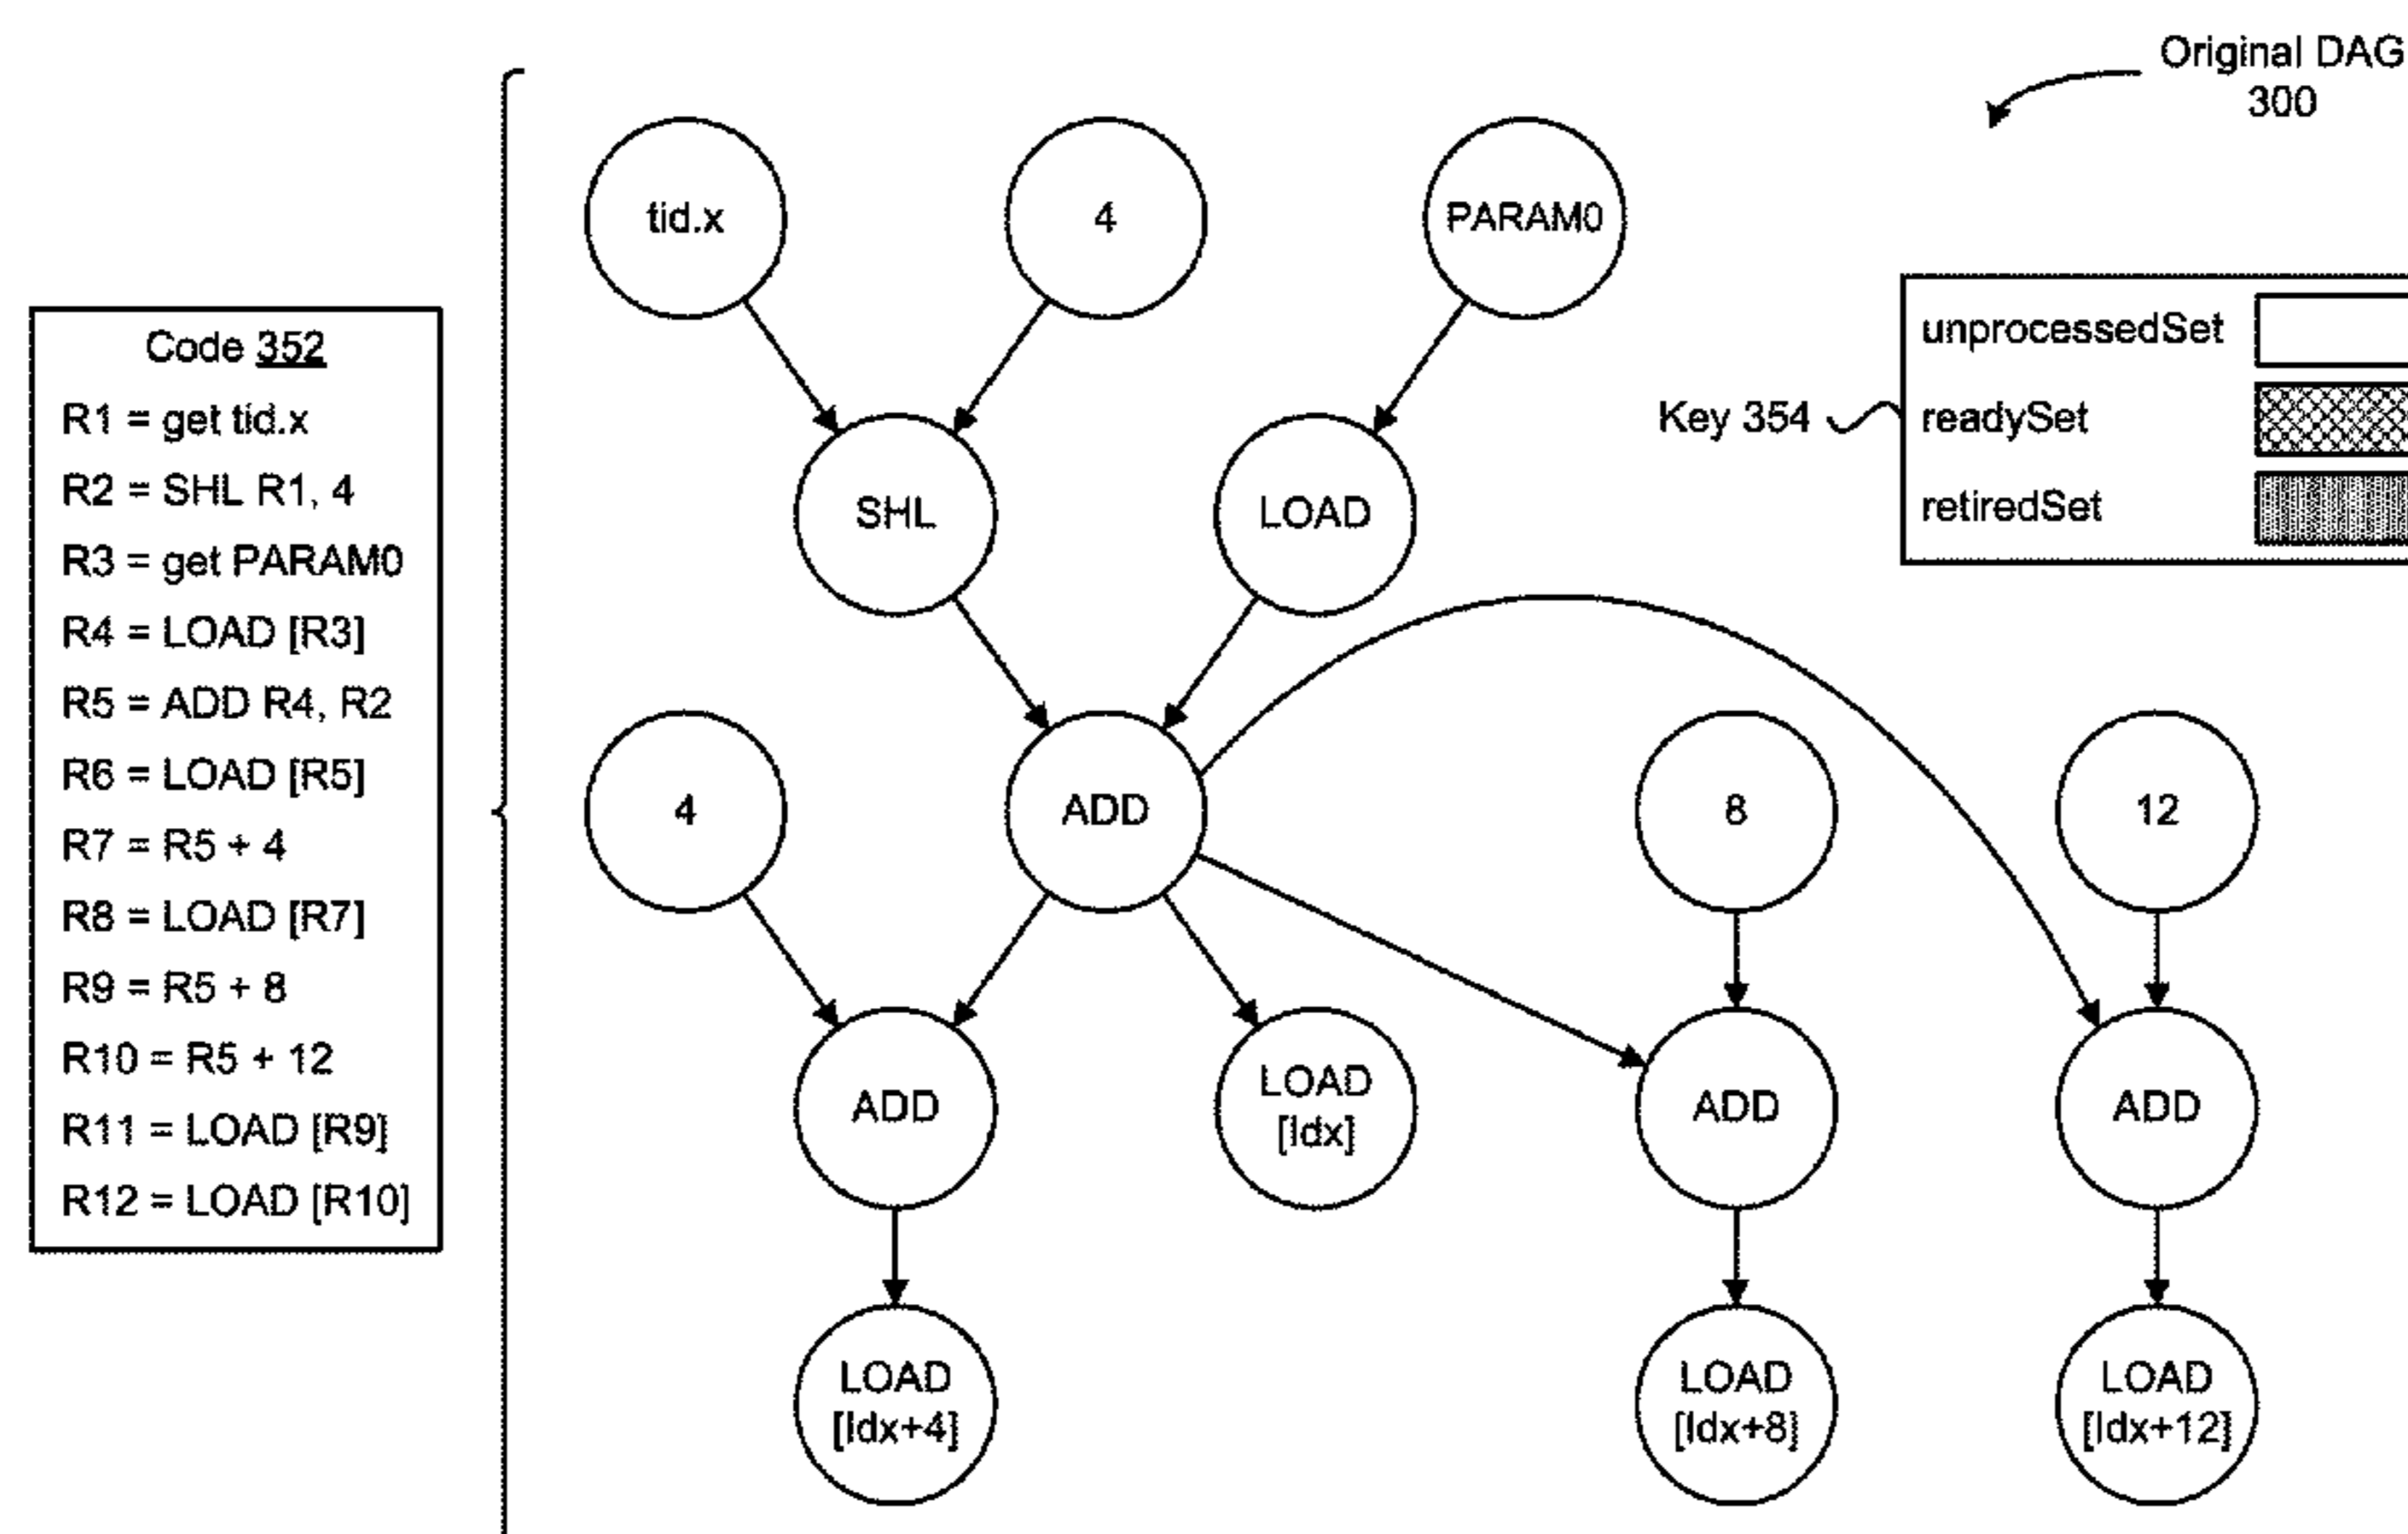 Original DAG
300
tid.x
4
PARAM0
Code 352
R1 = get tid.x
R2 = SHL R1, 4
R3 = get PARAM0
R4 = LOAD [R3]
R5 = ADD R4, R2
R6 = LOAD [R5]
R7 = R5 + 4
R8 = LOAD [R7]
R9 = R5 + 8
R10 = R5 + 12
R11 = LOAD [R9]
R12 = LOAD [R10]
unprocessedSet
Key 354
readySet
retiredSet
SHL
LOAD
4
ADD
8
12
ADD
LOAD
[Idx]
ADD
ADD
LOAD
[Idx+4]
LOAD
[Idx+8]
LOAD
[Idx+12]